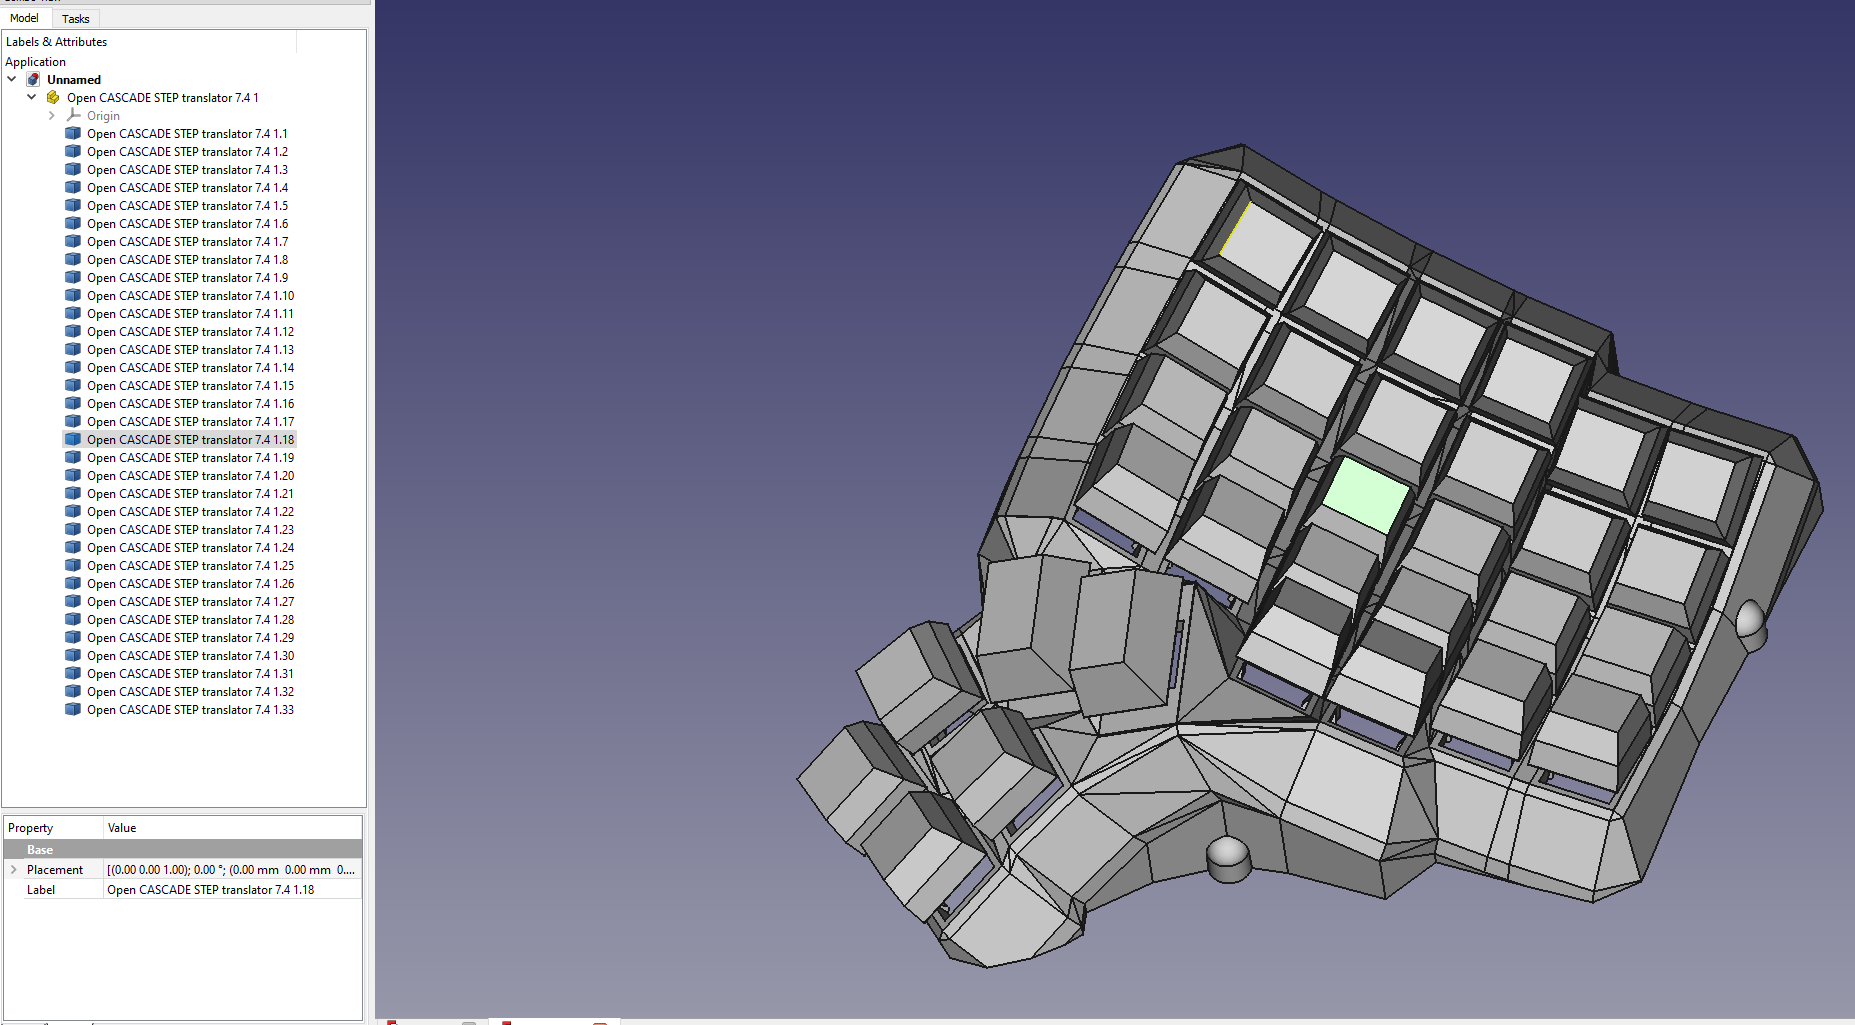 Model Tasks
Labels & Attributes
Application
Unnamed
Open CASCADE STEP translator 7.4 1
Origin
Open CASCADE STEP translator 7.4 1.1
Open CASCADE STEP translator 7.4 1.2
Open CASCADE STEP translator 7.4 1.3
Open CASCADE STEP translator 7.4 1.4
Open CASCADE STEP translator 7.4 1.5
Open CASCADE STEP translator 7.4 1.6
Open CASCADE STEP translator 7.4 1.7
Open CASCADE STEP translator 7.4 1.8
Open CASCADE STEP translator 7.4 1.9
Open CASCADE STEP translator 7.4 1.10
Open CASCADE STEP translator 7.4 1.11
Open CASCADE STEP translator 7.4 1.12
Open CASCADE STEP translator 7.4 1.13
Open CASCADE STEP translator 7.4 1.14
Open CASCADE STEP translator 7.4 1.15
Open CASCADE STEP translator 7.4 1.16
Open CASCADE STEP translator 7.4 1.17
Open CASCADE STEP translator 7.4 1.18
Open CASCADE STEP translator 7.4 1.19
Open CASCADE STEP translator 7.4 1.20
Open CASCADE STEP translator 7.4 1.21
Open CASCADE STEP translator 7.4 1.22
Open CASCADE STEP translator 7.4 1.23
Open CASCADE STEP translator 7.4 1.24
Open CASCADE STEP translator 7.4 1.25
Open CASCADE STEP translator 7.4 1.26
Open CASCADE STEP translator 7.4 1.27
Open CASCADE STEP translator 7.4 1.28
Open CASCADE STEP translator 7.4 1.29
Open CASCADE STEP translator 7.4 1.30
Open CASCADE STEP translator 7.4 1.31
Open CASCADE STEP translator 7.4 1.32
Open CASCADE STEP translator 7.4 1.33
Property Value
Base
Placement [(0.00 0.00 1.00); 0.00 °; (0.00 mm 0.00 mm 0....
Label Open CASCADE STEP translator 7.4 1.18